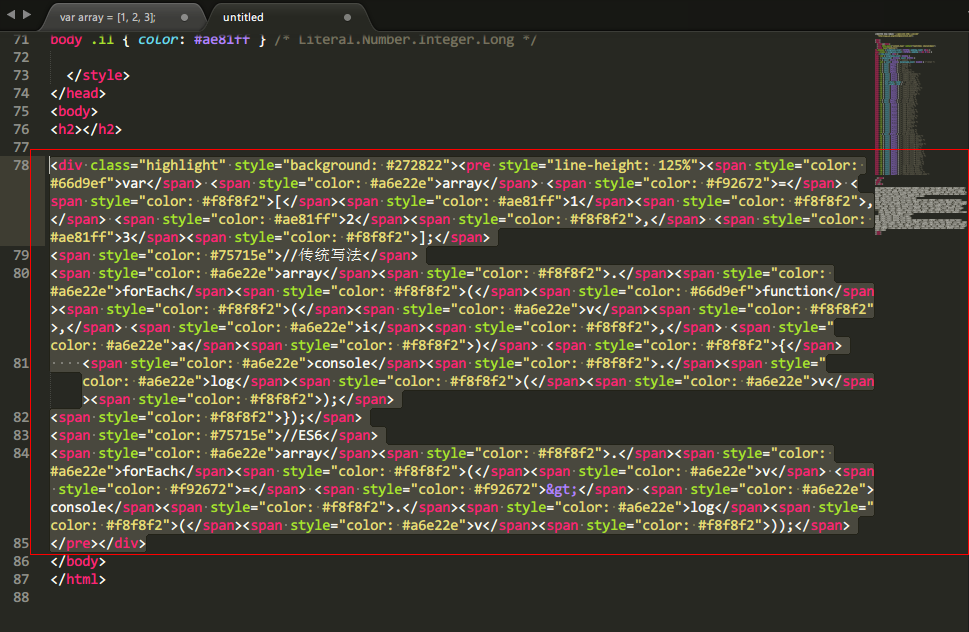 var array = [1, 2, 3];
untitled
71 body .il { color: #ae81ff } /* Literal.Number.Integer.Long */
72
73 </style>
74 </head>
75 <body>
76 <h2></h2>
77
78 <div class="highlight" style="background: #272822"><pre style="line-height: 125%"><span style="color:
#66d9ef">var</span> <span style="color: #a6e22e">array</span> <span style="color: #f92672">=</span> <
span style="color: #f8f8f2">[</span><span style="color: #ae81ff">1</span><span style="color: #f8f8f2">,
</span> <span style="color: #ae81ff">2</span><span style="color: #f8f8f2">,</span> <span style="color:
#ae81ff">3</span><span style="color: #f8f8f2">];</span>
79 <span style="color: #75715e">//传统写法</span>
80 <span style="color: #a6e22e">array</span><span style="color: #f8f8f2">.</span><span style="color:
#a6e22e">forEach</span><span style="color: #f8f8f2">(</span><span style="color: #66d9ef">function</span
><span style="color: #f8f8f2">(</span><span style="color: #a6e22e">v</span><span style="color: #f8f8f2"
>,</span> <span style="color: #a6e22e">i</span><span style="color: #f8f8f2">,</span> <span style="
color: #a6e22e">a</span><span style="color: #f8f8f2">)</span> <span style="color: #f8f8f2">{</span>
81 ····<span style="color: #a6e22e">console</span><span style="color: #f8f8f2">.</span><span style="
color: #a6e22e">log</span><span style="color: #f8f8f2">(</span><span style="color: #a6e22e">v</span
><span style="color: #f8f8f2">);</span>
82 <span style="color: #f8f8f2">});</span>
83 <span style="color: #75715e">//ES6</span>
84 <span style="color: #a6e22e">array</span><span style="color: #f8f8f2">.</span><span style="color:
#a6e22e">forEach</span><span style="color: #f8f8f2">(</span><span style="color: #a6e22e">v</span> <span
style="color: #f92672">=</span> <span style="color: #f92672">&gt;</span> <span style="color: #a6e22e">
console</span><span style="color: #f8f8f2">.</span><span style="color: #a6e22e">log</span><span style="
color: #f8f8f2">(</span><span style="color: #a6e22e">v</span><span style="color: #f8f8f2">));</span>
85 </pre></div>
86 </body>
87 </html>
88